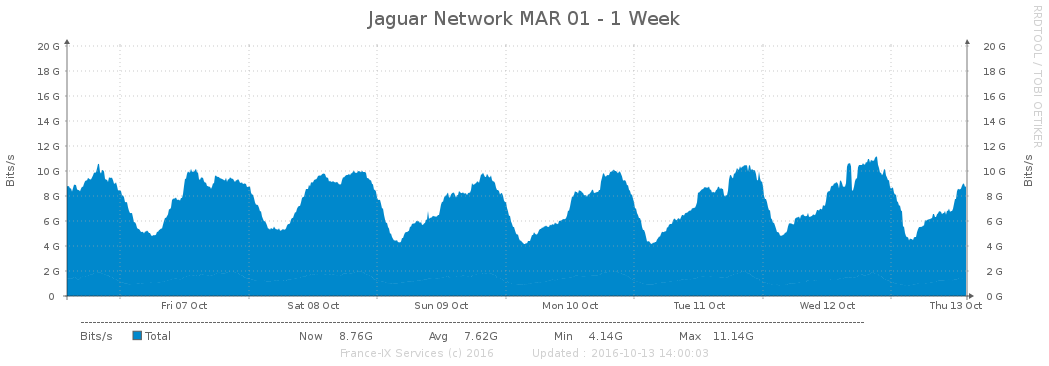 Jaguar Network MAR 01 - 1 Week
RRDTOOL / TOBI OETIKER
Bits/s
Bits/s
20 G 20 G
18 G 18 G
16 G 16 G
14 G 14 G
12 G 12 G
10 G 10 G
8 G 8 G
6 G 6 G
4 G 4 G
2 G 2 G
0 0 G
Fri 07 Oct Sat 08 Oct Sun 09 Oct Mon 10 Oct Tue 11 Oct Wed 12 Oct Thu 13 Oct
Bits/s Total Now 8.76G Avg 7.62G Min 4.14G Max 11.14G
France-IX Services (c) 2016 Updated : 2016-10-13 14:00:03